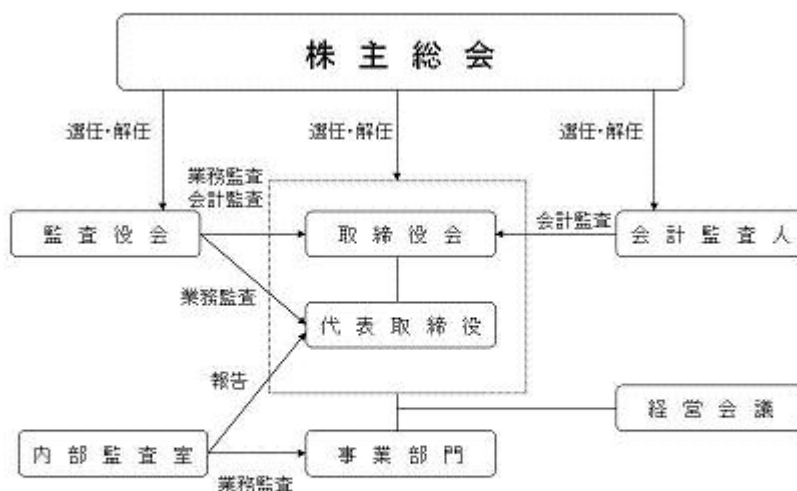 株主総会
選任・解任
選任・解任
選任・解任
業務監査
会計監査
監査役会
取締役会
会計監査
会計監査人
業務監査
代表取締役
報告
経営会議
内部監査室
事業部門
業務監査